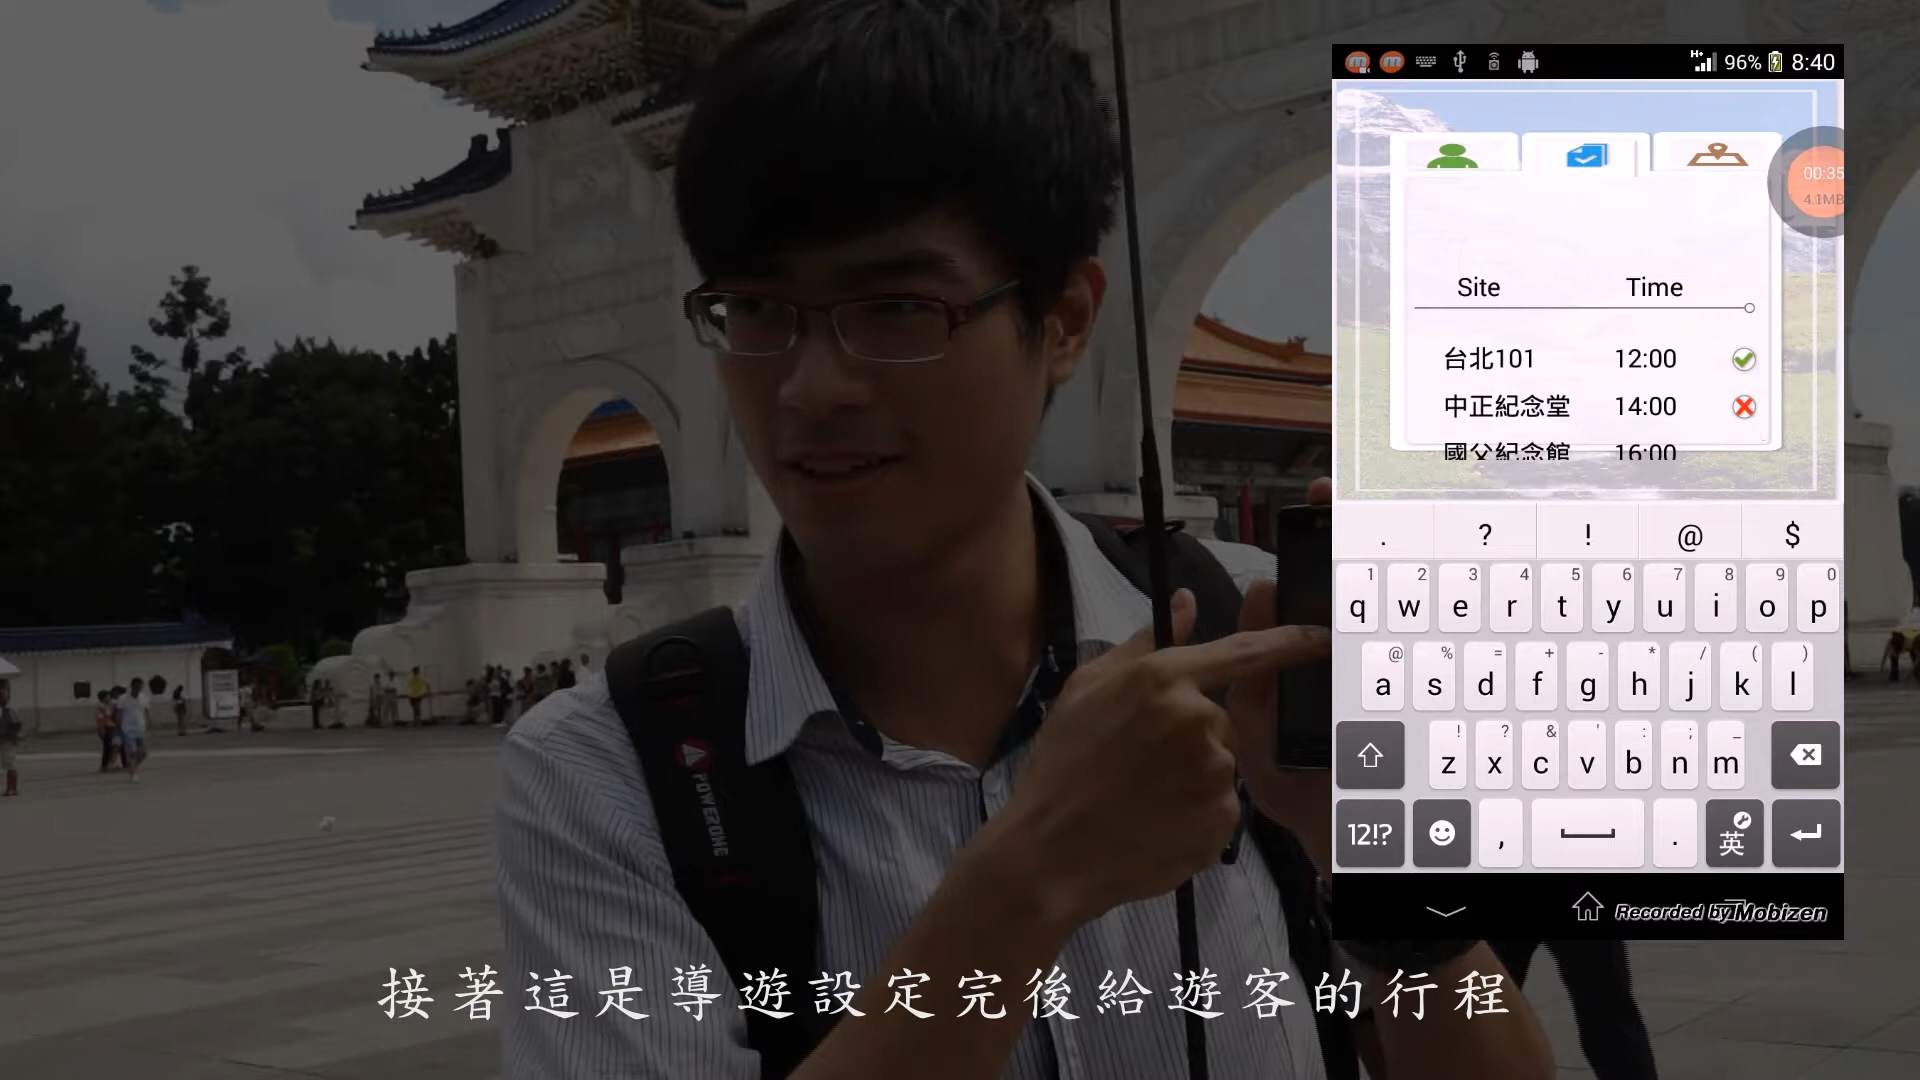 POWEZONE
96% 8:40
00:35
4.1MB
Site Time
台北101 12:00
中正紀念堂 14:00
國父紀念館 16:00
. ? ! @ $
1 2 3 4 5 6 7 8 9 0
q w e r t y u i o p
@ % = + - * / ( )
a s d f g h j k l
! ? & ' : ; _
z x c v b n m
12!? , . 英
Recorded by Mobizen
接著這是導遊設定完後給遊客的行程